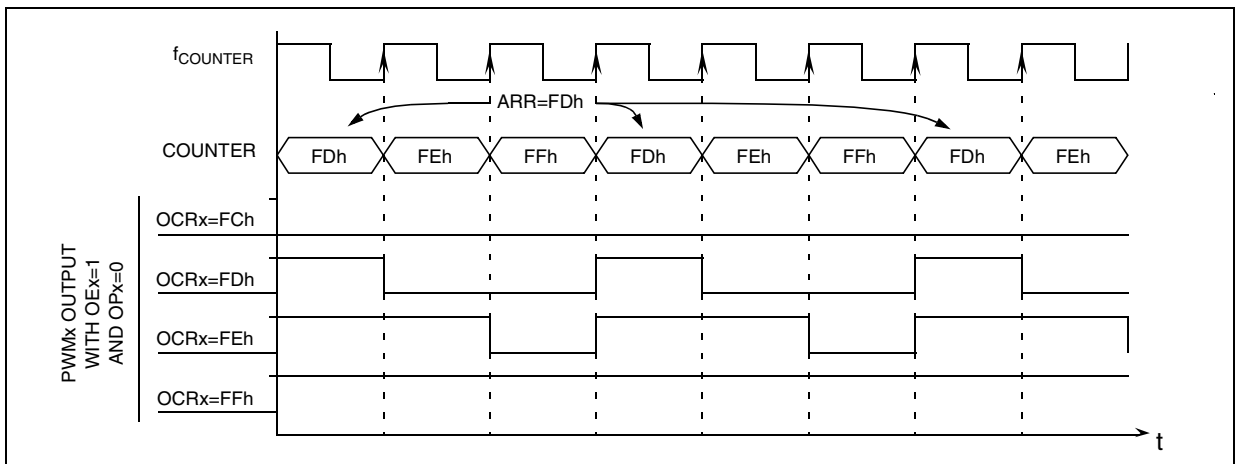 fCOUNTER
ARR=FDh
COUNTER FDh FEh FFh FDh FEh FFh FDh FEh
PWMx OUTPUT
WITH OEx=1
AND OPx=0
OCRx=FCh
OCRx=FDh
OCRx=FEh
OCRx=FFh
t